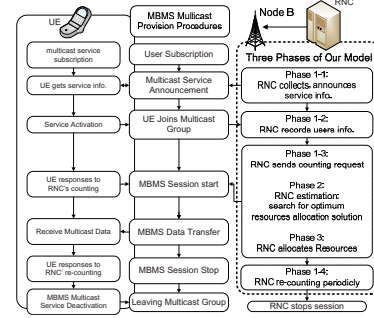 UE
MBMS Multicast
Provision Procedures
Node B
RNC
Three Phases of Our Model
multicast service
subscription
UE gets service info.
Service Activation
UE responses to
RNC's counting
Receive Multicast Data
UE responses to
RNC' re-counting
MBMS Multicast
Service Deactivation
User Subscription
Multicast Service
Announcement
UE Joins Multicast
Group
MBMS Session start
MBMS Data Transfer
MBMS Session Stop
Leaving Multicast Group
Phase 1-1:
RNC collects, announces
service info.
Phase 1-2:
RNC records users info.
Phase 1-3:
RNC sends counting request
Phase 2:
RNC estimation:
search for optimum
resources allocation solution
Phase 3:
RNC allocates Resources
Phase 1-4:
RNC re-counting periodicly
RNC stops session